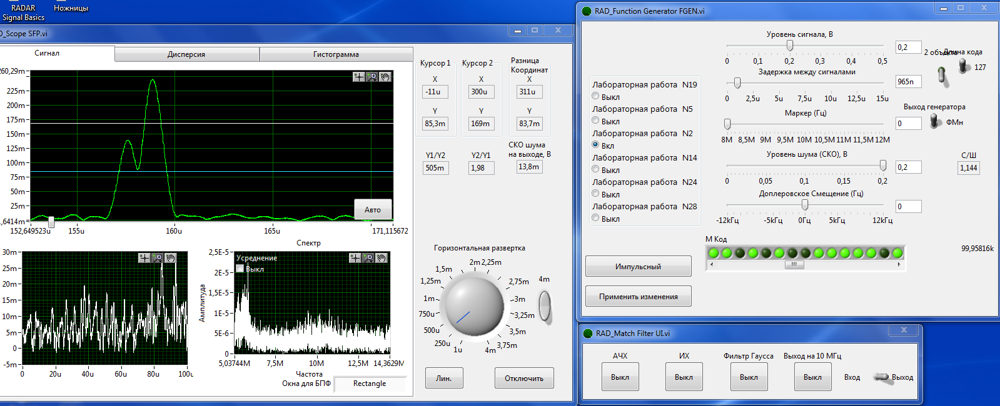 RADAR
Signal Basics
Ножницы
D_Scope SFP.vi
Сигнал
Дисперсия
Гистограмма
260,29m
225m
200m
175m
150m
125m
100m
75m
50m
25m
,6414m
152,649523u
155u
160u
165u
171,115672
Авто
Курсор 1
Курсор 2
Разница
Координат
X
X
X
-11u
300u
311u
Y
Y
Y
85,3m
169m
83,7m
Y1/Y2
Y2/Y1
СКО шума
на выходе, В
505m
1,98
13,8m
30m
25m
20m
15m
10m
5m
0
-5m
0
20u
40u
60u
80u
100u
Спектр
Усреднение
Выкл
Амплитуда
2,5E-5
2E-5
1,5E-5
1E-5
5E-6
0
5,03744M
7,5M
10M
12,5M
14,3629M
Частота
Окна для БПФ
Rectangle
Горизонтальная развертка
1u
250u
500u
750u
1m
1,25m
1,5m
2m
2,25m
2,75m
3m
3,25m
3,5m
3,75m
4m
4m
Лин.
Отключить
RAD_Function Generator FGEN.vi
Лабораторная работа N19
Выкл
Лабораторная работа N5
Выкл
Лабораторная работа N2
Вкл
Лабораторная работа N14
Выкл
Лабораторная работа N24
Выкл
Лабораторная работа N28
Выкл
Импульсный
Применить изменения
Уровень сигнала, В
0,2
0
0,1
0,2
0,3
0,4
0,5
Задержка между сигналами
965n
0
2,5u
5u
7,5u
10u
12,5u
15u
Маркер (Гц)
0
8M
8,5M
9M
9,5M
10M
10,5M
11M
11,5M
12M
Уровень шума (СКО), В
0,2
0
0,05
0,1
0,15
0,2
Доплеровское Смещение (Гц)
0
-12кГц
-5кГц
0Гц
5кГц
12кГц
2 объекта
Длина кода
127
Выход генератора
ФМн
С/Ш
1,144
М Код
99,95816k
RAD_Match Filter UI.vi
АЧХ
ИХ
Фильтр Гаусса
Выход на 10 МГц
Выкл
Выкл
Выкл
Выкл
Вход
Выход